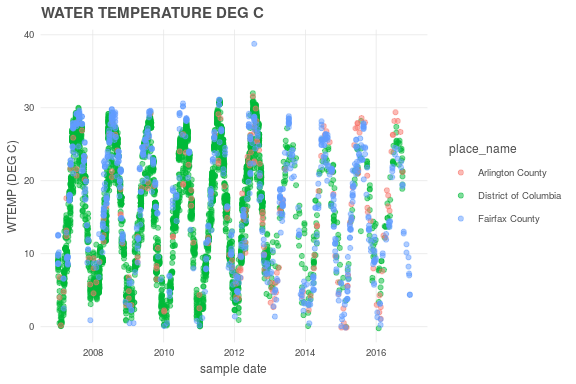 WATER TEMPERATURE DEG C
40
30
20
10
0
WTEMP (DEG C)
2008 2010 2012 2014 2016
sample date
place_name
Arlington County
District of Columbia
Fairfax County